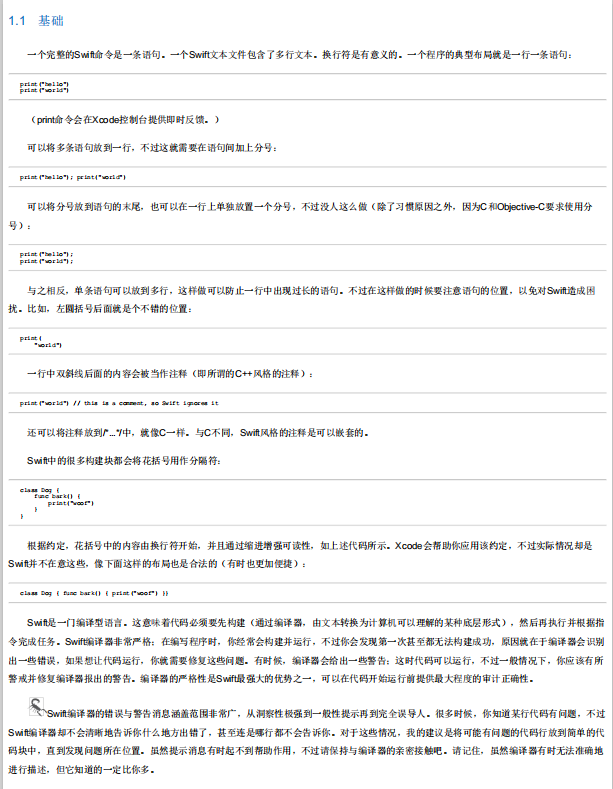 1.1 基础
一个完整的Swift命令是一条语句。一个Swift文本文件包含了多行文本。换行符是有意义的。一个程序的典型布局就是一行一条语句：
print("hello")
print("world")
（print命令会在Xcode控制台提供即时反馈。）
可以将多条语句放到一行，不过这就需要在语句间加上分号：
print("hello"); print("world")
可以将分号放到语句的末尾，也可以在一行上单独放置一个分号，不过没人这么做（除了习惯原因之外，因为C和Objective-C要求使用分
号）：
print("hello");
print("world");
与之相反，单条语句可以放到多行，这样做可以防止一行中出现过长的语句。不过在这样做的时候要注意语句的位置，以免对Swift造成困
扰。比如，左圆括号后面就是个不错的位置：
print(
"world")
一行中双斜线后面的内容会被当作注释（即所谓的C++风格的注释）：
print("world") // this is a comment, so Swift ignores it
还可以将注释放到/*...*/中，就像C一样。与C不同，Swift风格的注释是可以嵌套的。
Swift中的很多构建块都会将花括号用作分隔符：
class Dog {
func bark() {
print("woof")
}
}
根据约定，花括号中的内容由换行符开始，并且通过缩进增强可读性，如上述代码所示。Xcode会帮助你应用该约定，不过实际情况却是
Swift并不在意这些，像下面这样的布局也是合法的（有时也更加便捷）：
class Dog { func bark() { print("woof") }}
Swift是一门编译型语言。这意味着代码必须要先构建（通过编译器，由文本转换为计算机可以理解的某种底层形式），然后再执行并根据指
令完成任务。Swift编译器非常严格；在编写程序时，你经常会构建并运行，不过你会发现第一次甚至都无法构建成功，原因就在于编译器会识别
出一些错误，如果想让代码运行，你就需要修复这些问题。有时候，编译器会给出一些警告；这时代码可以运行，不过一般情况下，你应该有所
警戒并修复编译器报出的警告。编译器的严格性是Swift最强大的优势之一，可以在代码开始运行前提供最大程度的审计正确性。
Swift编译器的错误与警告消息涵盖范围非常广，从洞察性极强到一般性提示再到完全误导人。很多时候，你知道某行代码有问题，不过
Swift编译器却不会清晰地告诉你什么地方出错了，甚至连是哪行都不会告诉你。对于这些情况，我的建议是将可能有问题的代码行放到简单的代
码块中，直到发现问题所在位置。虽然提示消息有时起不到帮助作用，不过请保持与编译器的亲密接触吧。请记住，虽然编译器有时无法准确地
进行描述，但它知道的一定比你多。